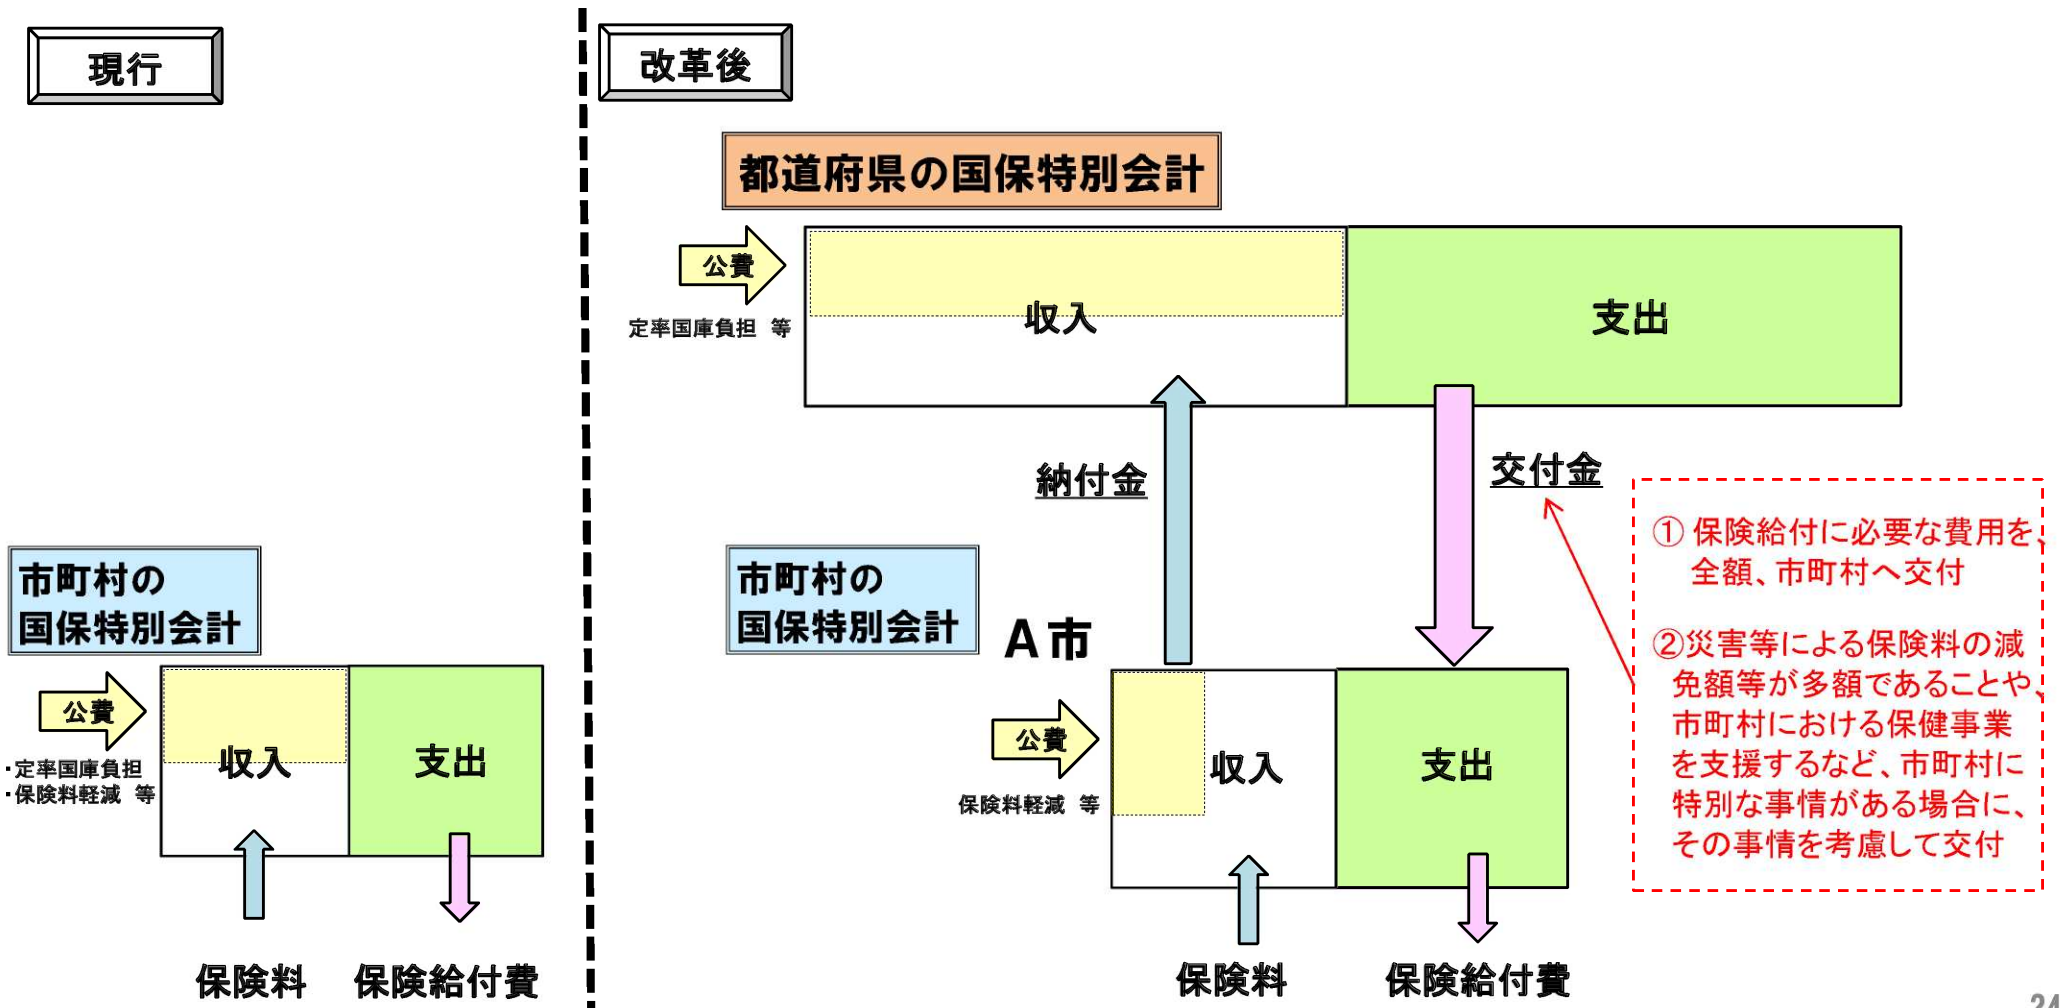 現行
市町村の
国保特別会計
公費
・定率国庫負担
・保険料軽減 等
収入
支出
保険料
保険給付費
改革後
都道府県の国保特別会計
公費
定率国庫負担 等
収入
支出
納付金
交付金
① 保険給付に必要な費用を、
全額、市町村へ交付
②災害等による保険料の減
免額等が多額であることや、
市町村における保健事業
を支援するなど、市町村に
特別な事情がある場合に、
その事情を考慮して交付
市町村の
国保特別会計
A市
公費
保険料軽減 等
収入
支出
保険料
保険給付費
24